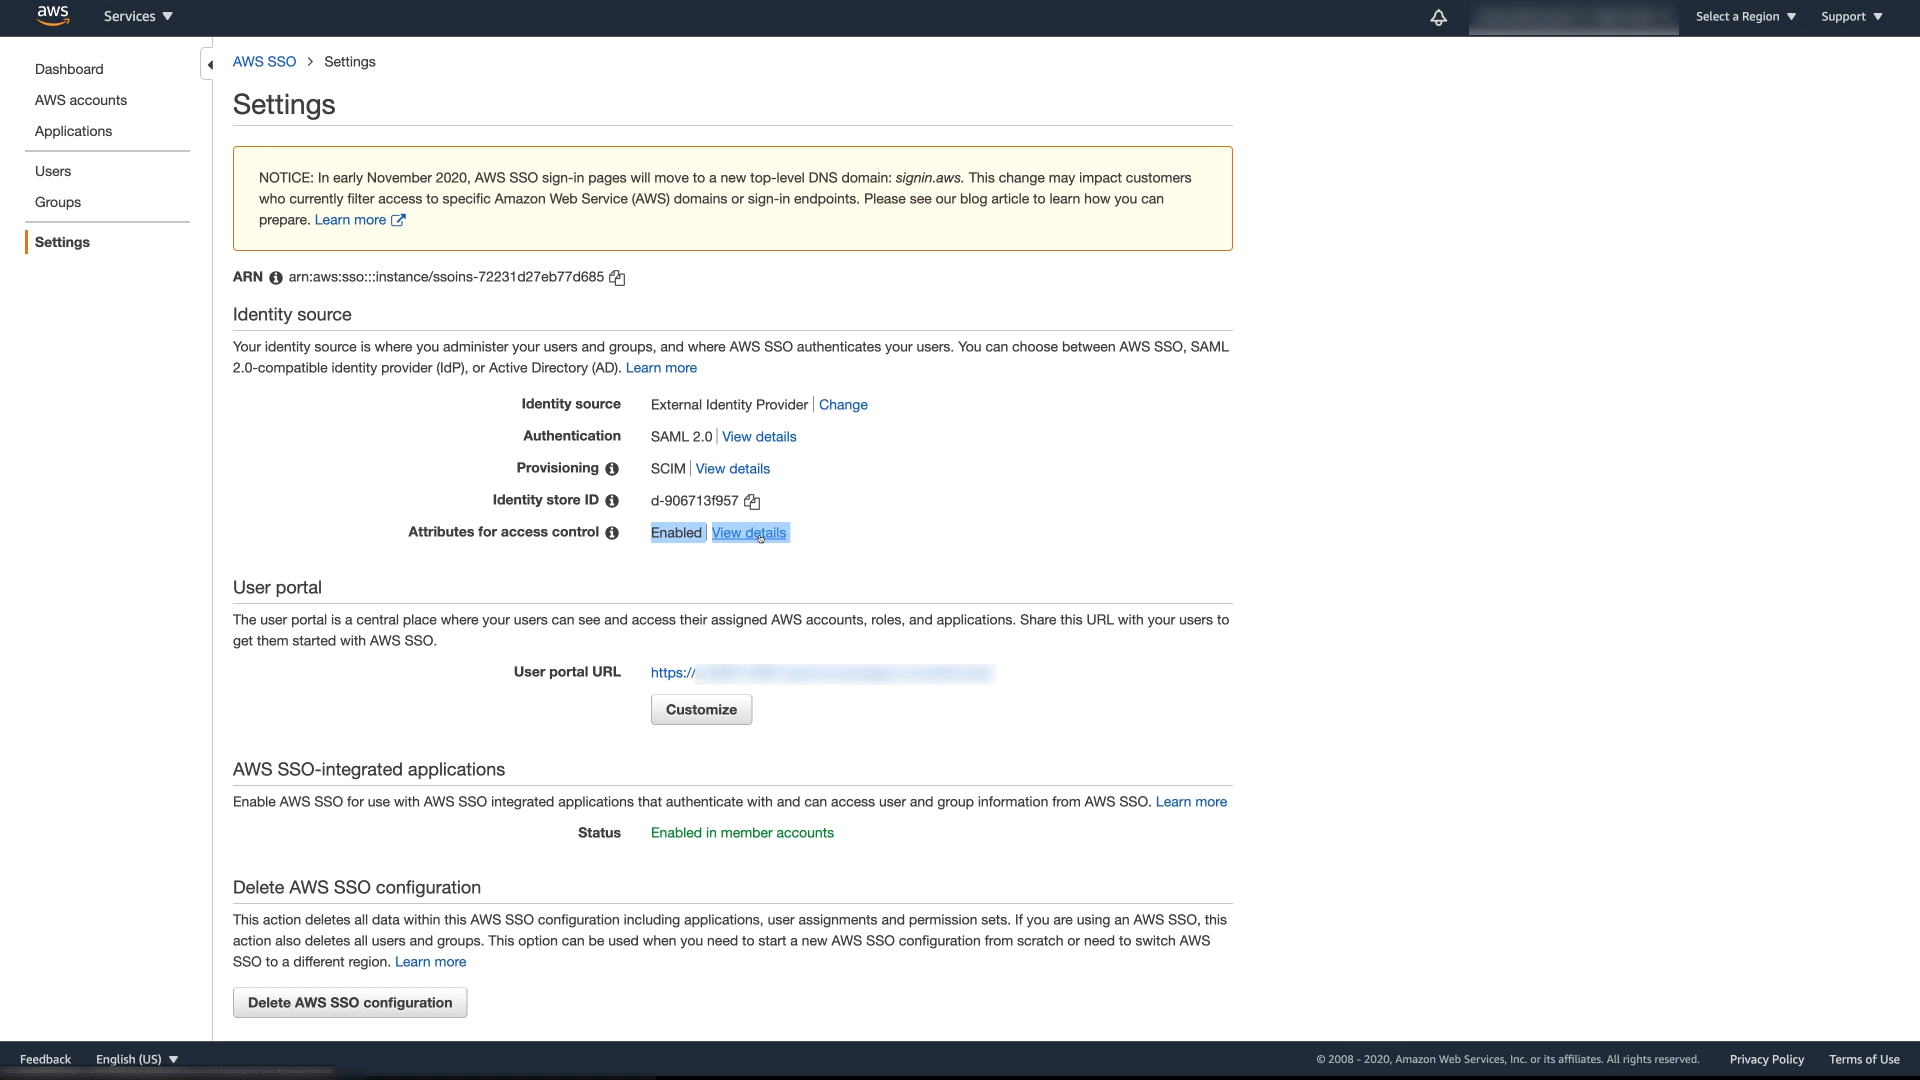 aws
Services
Select a Region
Support
Dashboard
AWS accounts
Applications
Users
Groups
Settings
AWS SSO > Settings
Settings
NOTICE: In early November 2020, AWS SSO sign-in pages will move to a new top-level DNS domain: signin.aws. This change may impact customers
who currently filter access to specific Amazon Web Service (AWS) domains or sign-in endpoints. Please see our blog article to learn how you can
prepare. Learn more
ARN arn:aws:sso:::instance/ssoins-72231d27eb77d685
Identity source
Your identity source is where you administer your users and groups, and where AWS SSO authenticates your users. You can choose between AWS SSO, SAML
2.0-compatible identity provider (IdP), or Active Directory (AD). Learn more
Identity source External Identity Provider | Change
Authentication SAML 2.0 | View details
Provisioning SCIM | View details
Identity store ID d-906713f957
Attributes for access control Enabled | View details
User portal
The user portal is a central place where your users can see and access their assigned AWS accounts, roles, and applications. Share this URL with your users to
get them started with AWS SSO.
User portal URL https://
Customize
AWS SSO-integrated applications
Enable AWS SSO for use with AWS SSO integrated applications that authenticate with and can access user and group information from AWS SSO. Learn more
Status Enabled in member accounts
Delete AWS SSO configuration
This action deletes all data within this AWS SSO configuration including applications, user assignments and permission sets. If you are using an AWS SSO, this
action also deletes all users and groups. This option can be used when you need to start a new AWS SSO configuration from scratch or need to switch AWS
SSO to a different region. Learn more
Delete AWS SSO configuration
Feedback
English (US)
© 2008 - 2020, Amazon Web Services, Inc. or its affiliates. All rights reserved.
Privacy Policy
Terms of Use